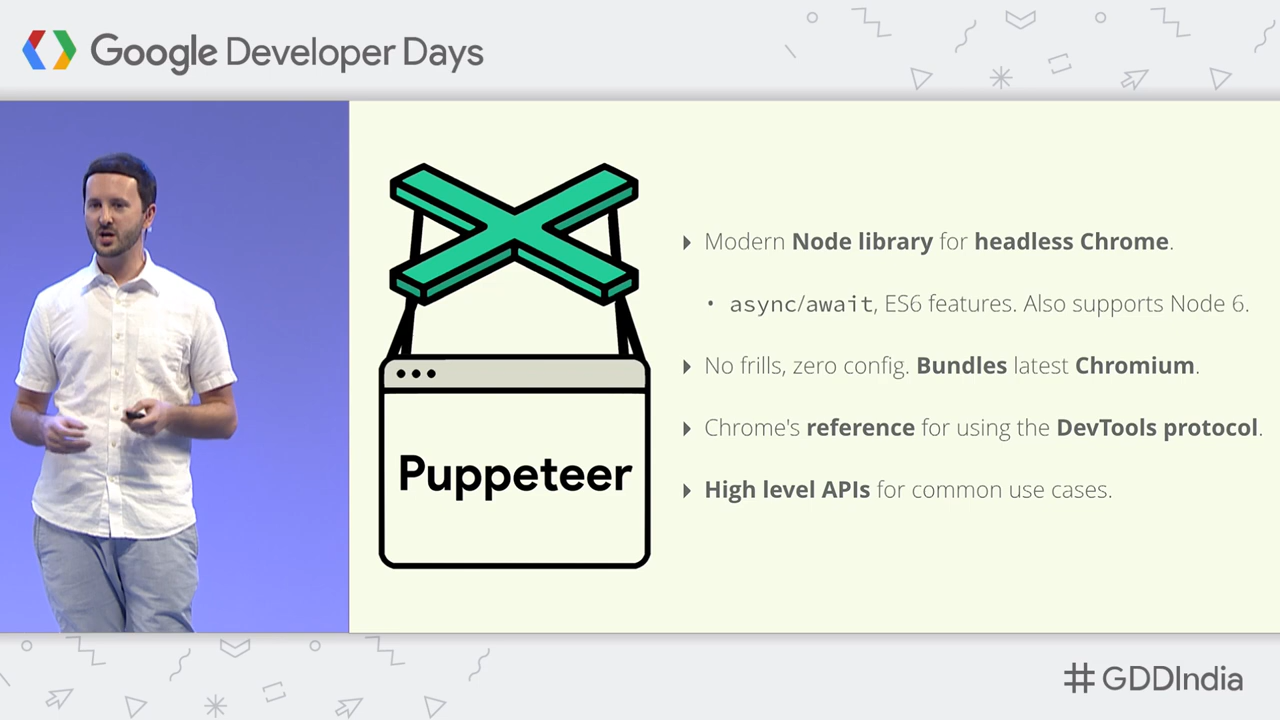 Google Developer Days
Modern Node library for headless Chrome.
async/await, ES6 features. Also supports Node 6.
No frills, zero config. Bundles latest Chromium.
Chrome's reference for using the DevTools protocol.
High level APIs for common use cases.
Puppeteer
#GDDIndia